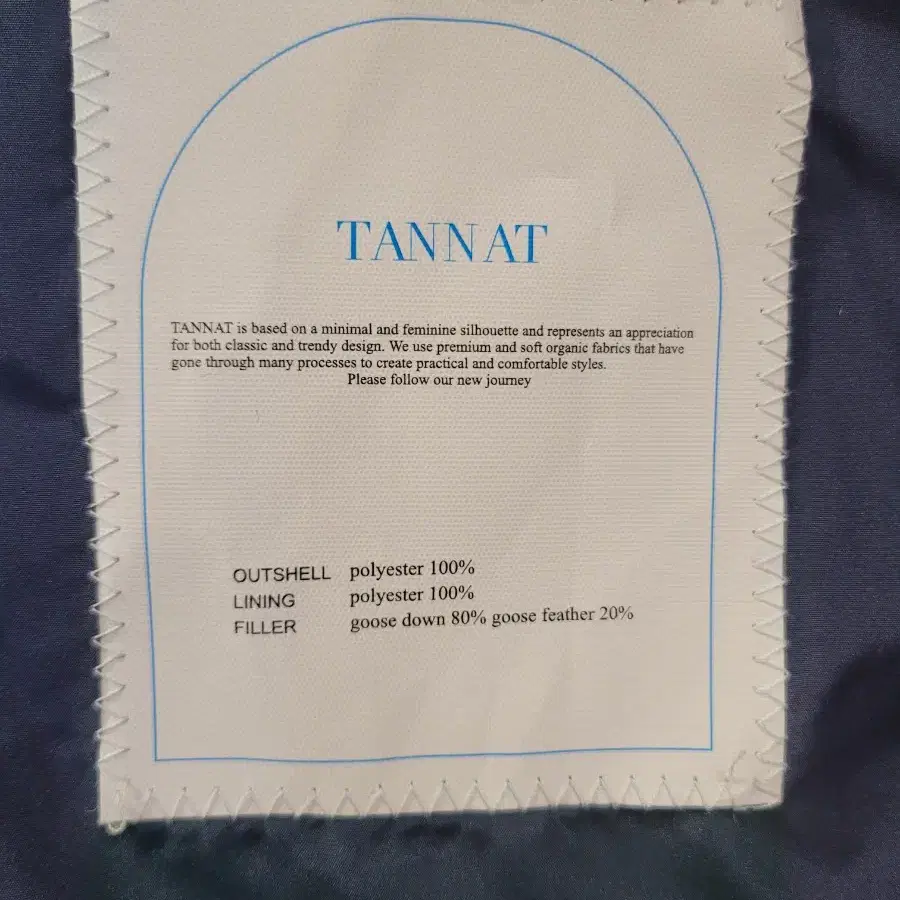 TANNAT
TANNAT is based on a minimal and feminine silhouette and represents an appreciation
for both classic and trendy design. We use premium and soft organic fabrics that have
gone through many processes to create practical and comfortable styles.
Please follow our new journey
OUTSHELL polyester 100%
LINING polyester 100%
FILLER goose down 80% goose feather 20%